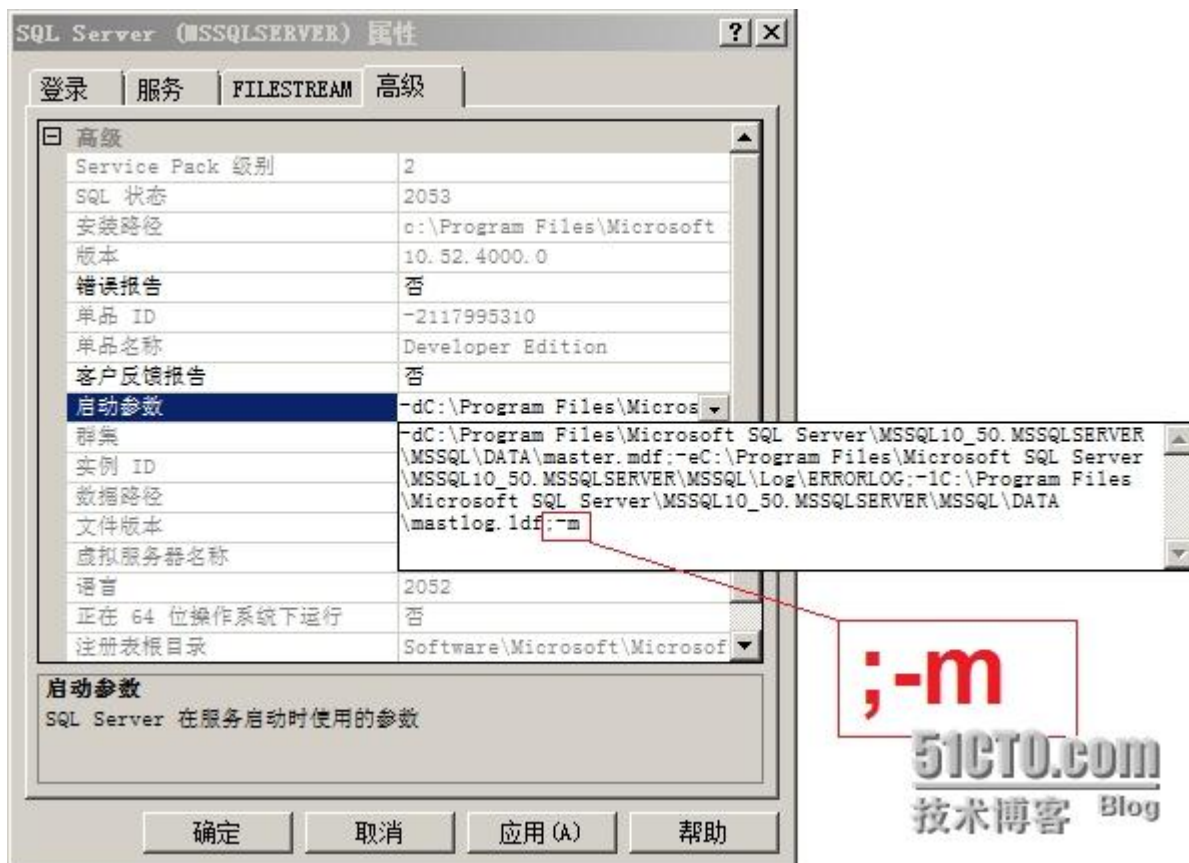 SQL Server (MSSQLSERVER) 属性
登录 服务 FILESTREAM 高级
高级
Service Pack 级别 2
SQL 状态 2053
安装路径 c:\Program Files\Microsoft
版本 10.52.4000.0
错误报告 否
单品 ID -2117995310
单品名称 Developer Edition
客户反馈报告 否
启动参数 -dC:\Program Files\Micros
群集
实例 ID
数据路径
文件版本
虚拟服务器名称
语言 2052
正在 64 位操作系统下运行 否
注册表根目录 Software\Microsoft\Microsof
-dC:\Program Files\Microsoft SQL Server\MSSQL10_50.MSSQLSERVER
\MSSQL\DATA\master.mdf;-eC:\Program Files\Microsoft SQL Server
\MSSQL10_50.MSSQLSERVER\MSSQL\Log\ERRORLOG;-lC:\Program Files
\Microsoft SQL Server\MSSQL10_50.MSSQLSERVER\MSSQL\DATA
\mastlog.ldf;-m
;-m
启动参数
SQL Server 在服务启动时使用的参数
确定 取消 应用(A) 帮助
51CTO.com
技术博客 Blog